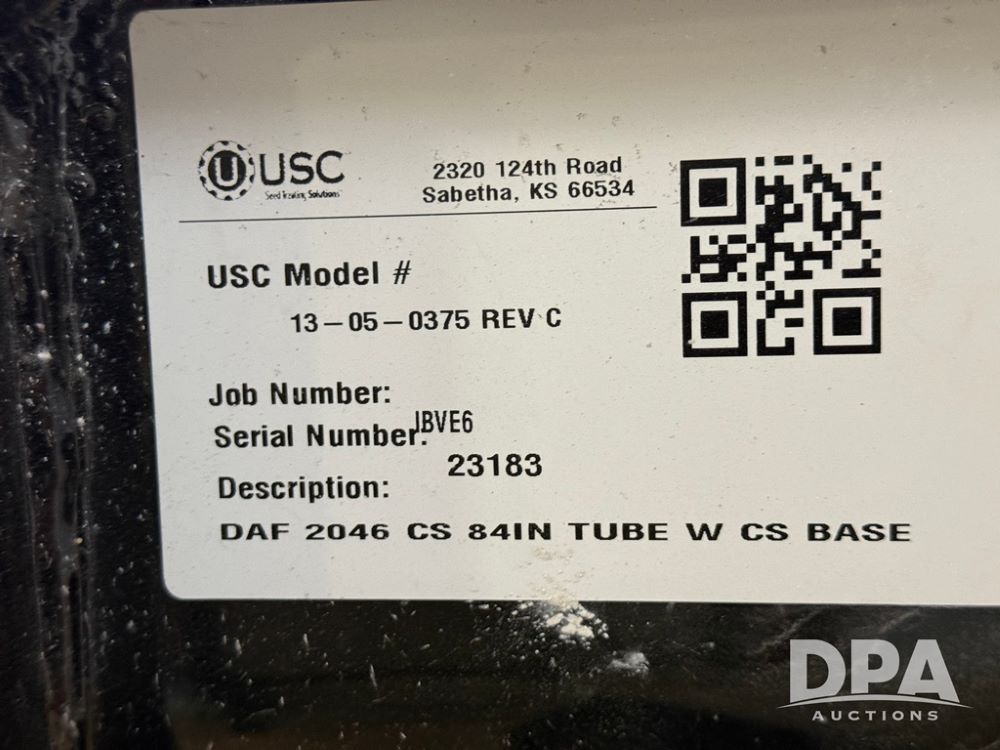 U USC
Seed Treating Solutions
2320 124th Road
Sabetha, KS 66534
USC Model #
13-05-0375 REV C
Job Number:
JBVE6
Serial Number:
23183
Description:
DAF 2046 CS 84IN TUBE W CS BASE
DPA
AUCTIONS